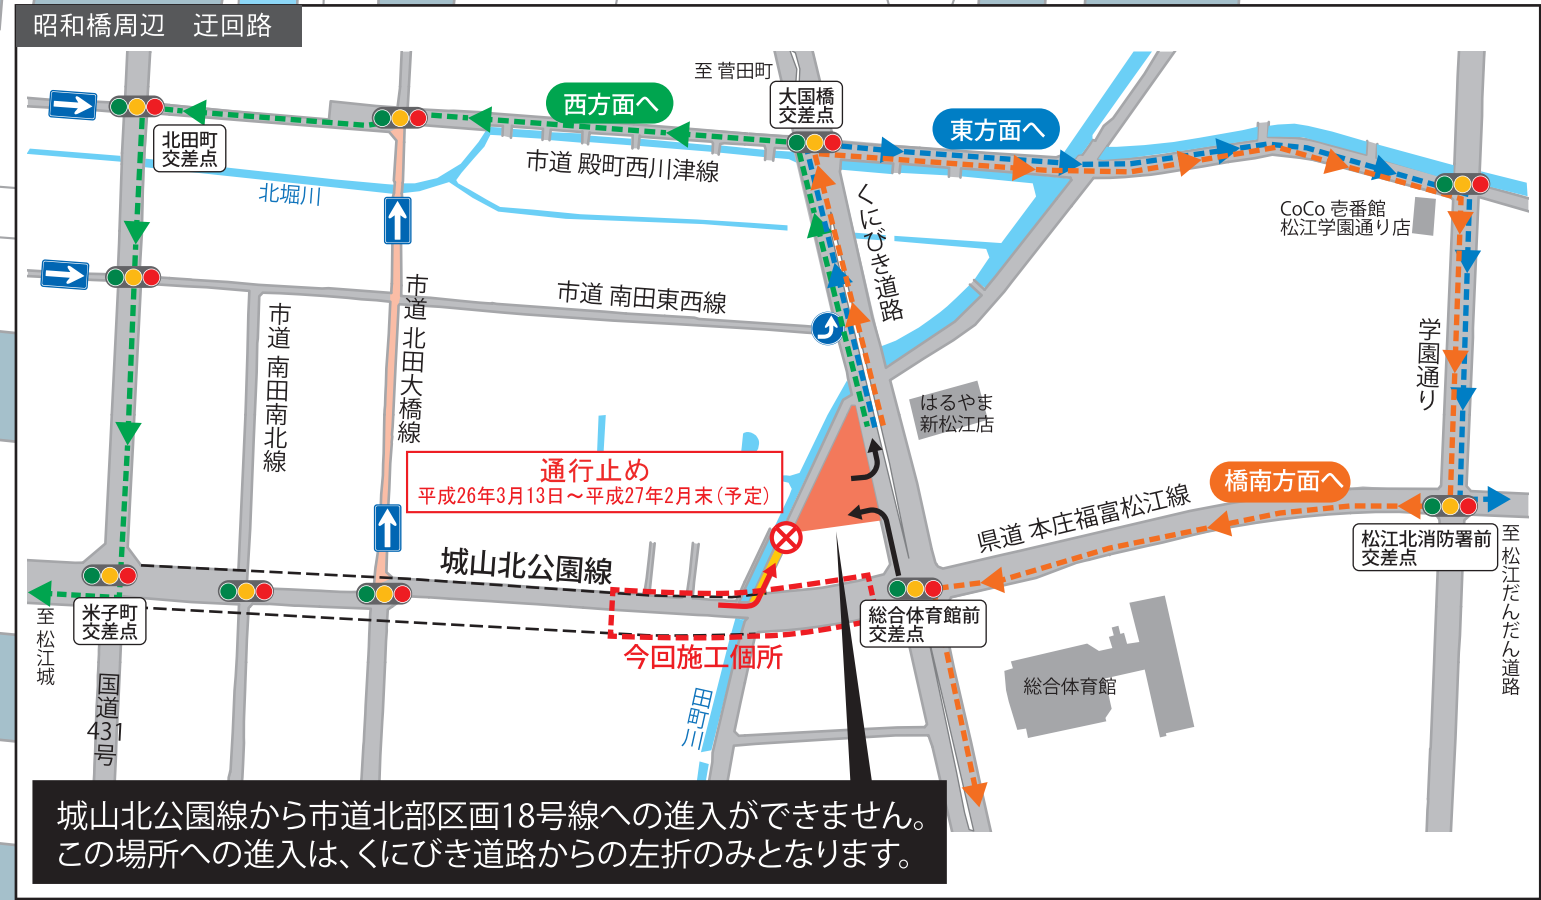 昭和橋周辺　迂回路
至 菅田町
大国橋
交差点
西方面へ
東方面へ
北田町
交差点
市道 殿町西川津線
北堀川
くにびき道路
CoCo 壱番館
松江学園通り店
市道 南田東西線
市道 北田大橋線
市道 南田南北線
学園通り
はるやま
新松江店
通行止め
平成26年3月13日～平成27年2月末(予定)
橋南方面へ
県道 本庄福富松江線
松江北消防署前
交差点
城山北公園線
至 松江城
米子町
交差点
総合体育館前
交差点
至 松江だんだん道路
今回施工個所
総合体育館
国道431号
田町川
城山北公園線から市道北部区画18号線への進入ができません。
この場所への進入は、くにびき道路からの左折のみとなります。